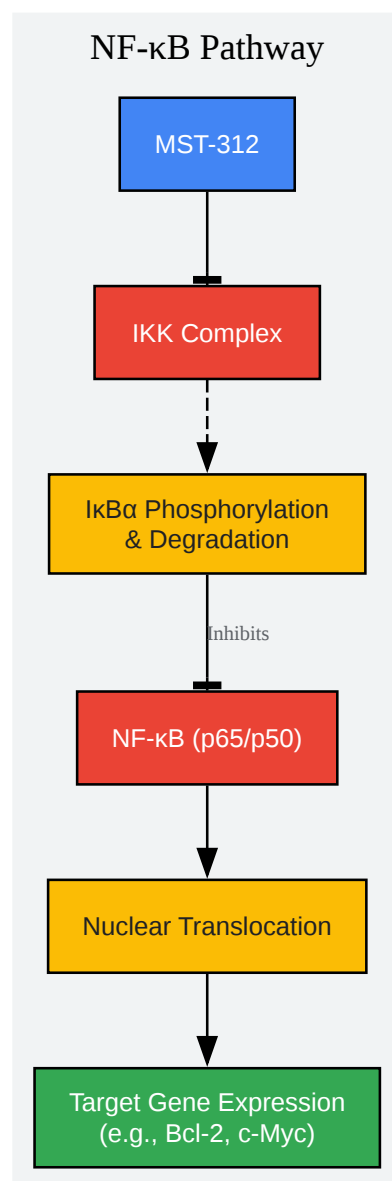 NF-κB Pathway
MST-312
IKK Complex
IκBα Phosphorylation
& Degradation
Inhibits
NF-κB (p65/p50)
Nuclear Translocation
Target Gene Expression
(e.g., Bcl-2, c-Myc)